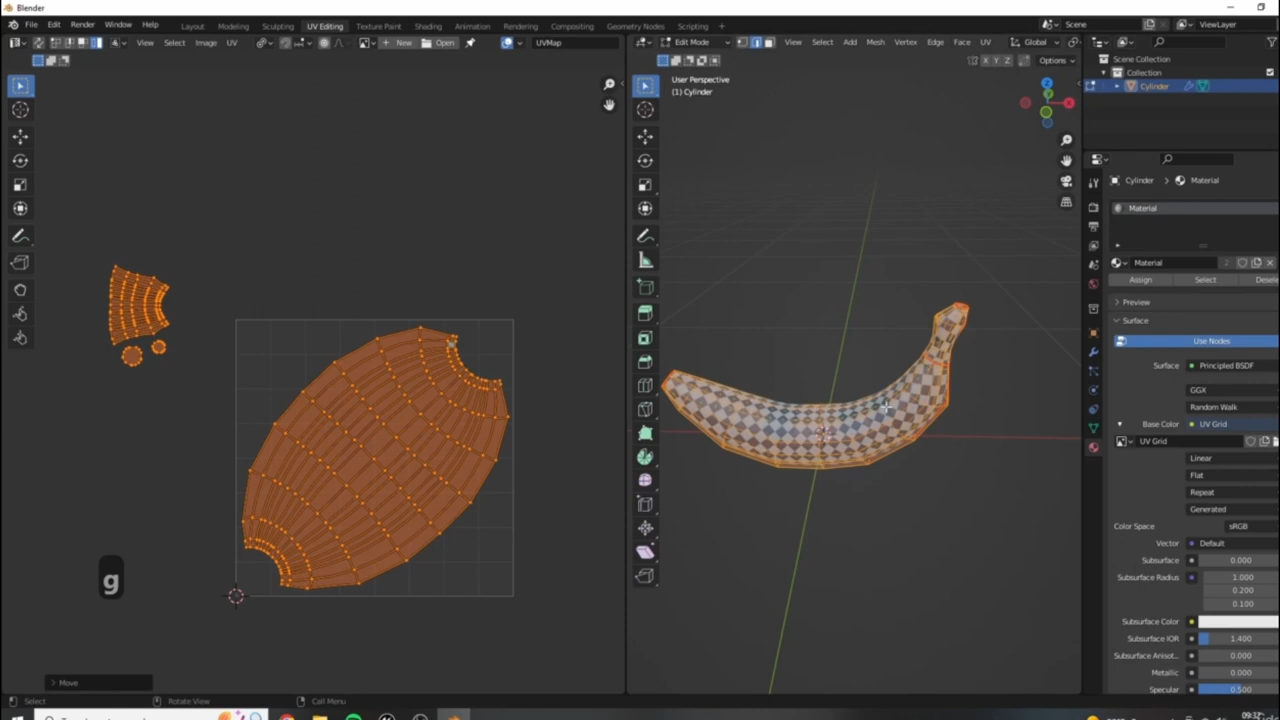 Blender
File Edit Render Window Help Layout Modeling Sculpting UV Editing Texture Paint Shading Animation Rendering Compositing Geometry Nodes Scripting + Scene ViewLayer
View Select Image UV + New Open UVMap Edit Mode View Select Add Mesh Vertex Edge Face UV Global
X Y Z Options
Scene Collection
Collection
Cylinder
User Perspective
(1) Cylinder
Z
X
Cylinder > Material
Material
Material 2
Assign Select Desele
Preview
Surface
Use Nodes
Surface Principled BSDF
GGX
Random Walk
Base Color UV Grid
UV Grid
Linear
Flat
Repeat
Generated
Color Space sRGB
Vector Default
Subsurface 0.000
Subsurface Radius 1.000
0.200
0.100
Subsurface Color
Subsurface IOR 1.400
Subsurface Anisot... 0.000
Metallic 0.000
Specular 0.500
g
> Move
Select Rotate View Call Menu